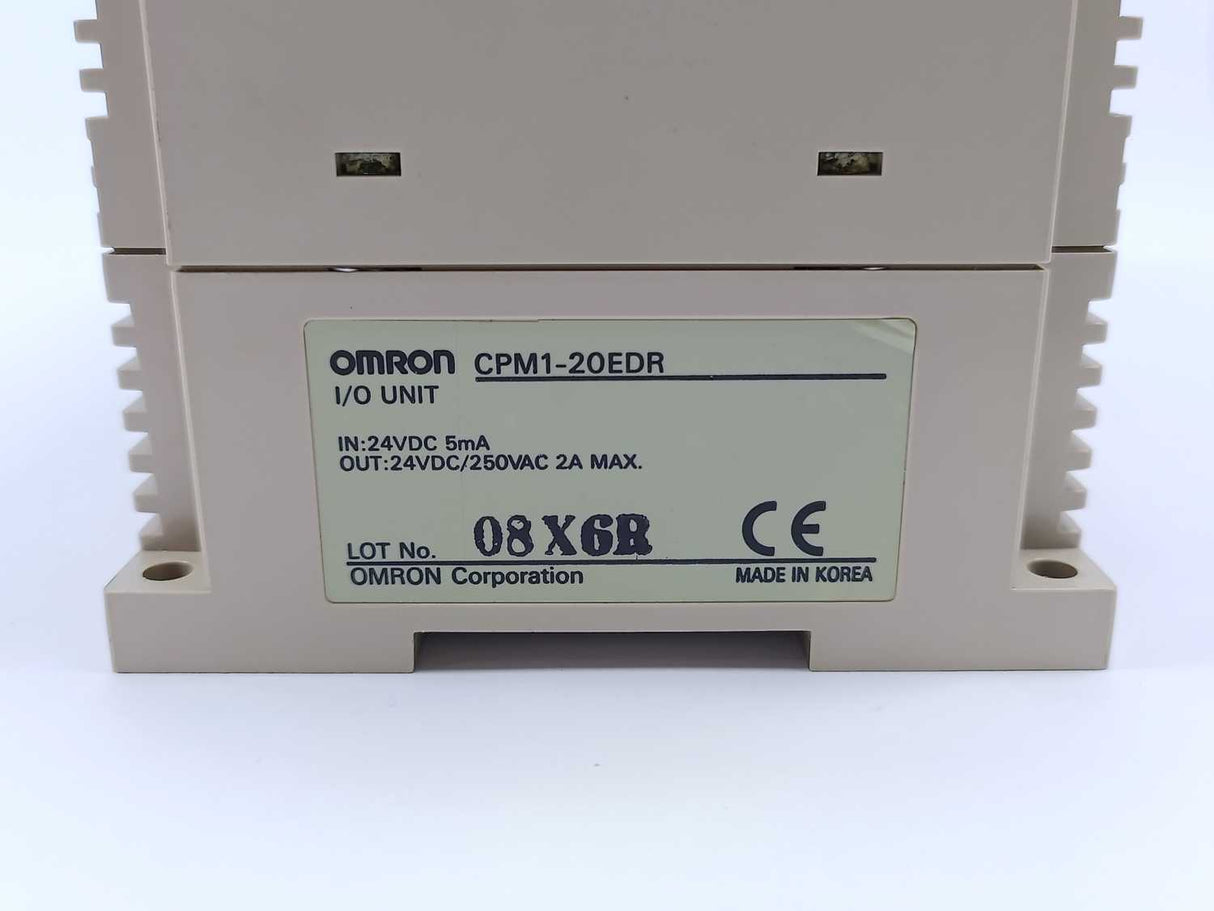 OMRON CPM1-20EDR
I/O UNIT
IN:24VDC 5mA
OUT:24VDC/250VAC 2A MAX.
LOT No. 08X6R CE
OMRON Corporation MADE IN KOREA